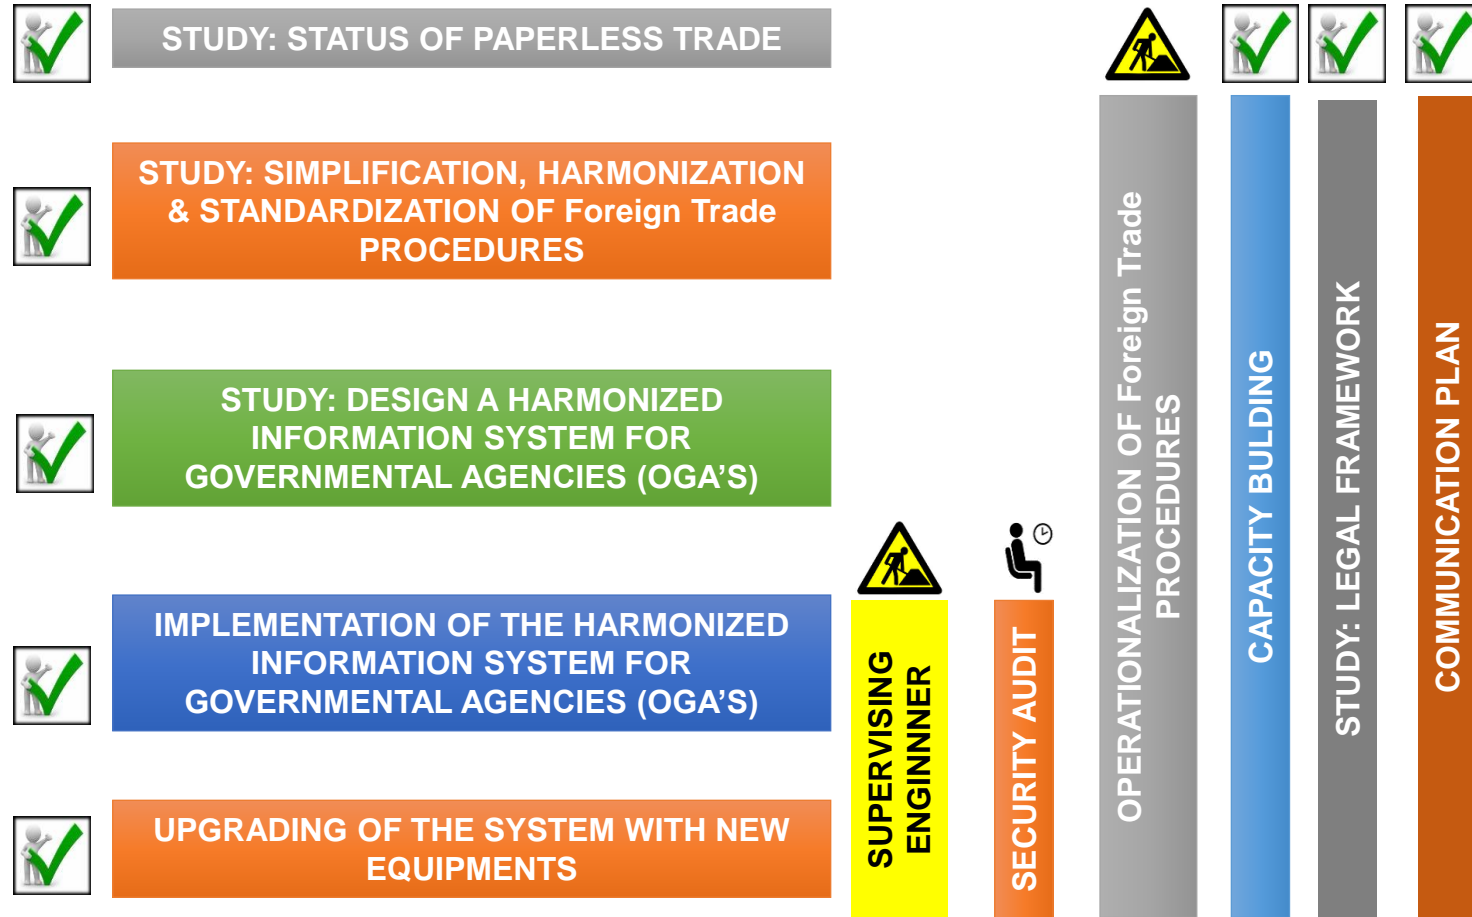 STUDY: STATUS OF PAPERLESS TRADE
STUDY: SIMPLIFICATION, HARMONIZATION
& STANDARDIZATION OF Foreign Trade
PROCEDURES
STUDY: DESIGN A HARMONIZED
INFORMATION SYSTEM FOR
GOVERNMENTAL AGENCIES (OGA’S)
IMPLEMENTATION OF THE HARMONIZED
INFORMATION SYSTEM FOR
GOVERNMENTAL AGENCIES (OGA’S)
UPGRADING OF THE SYSTEM WITH NEW
EQUIPMENTS
SUPERVISING
ENGINNNER
SECURITY AUDIT
OPERATIONALIZATION OF Foreign Trade
PROCEDURES
CAPACITY BULDING
STUDY: LEGAL FRAMEWORK
COMMUNICATION PLAN